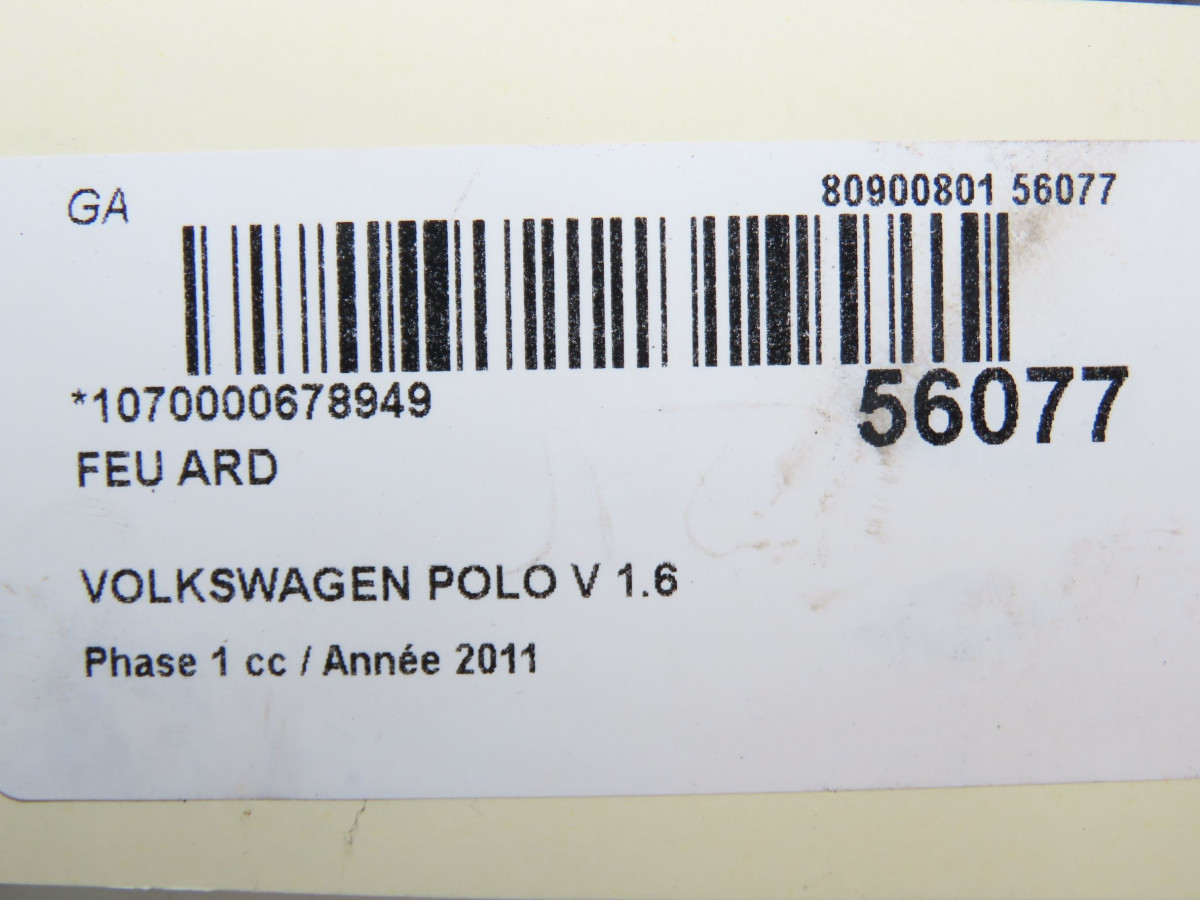 GA
80900801 56077
*1070000678949
56077
FEU ARD
VOLKSWAGEN POLO V 1.6
Phase 1 cc / Année 2011